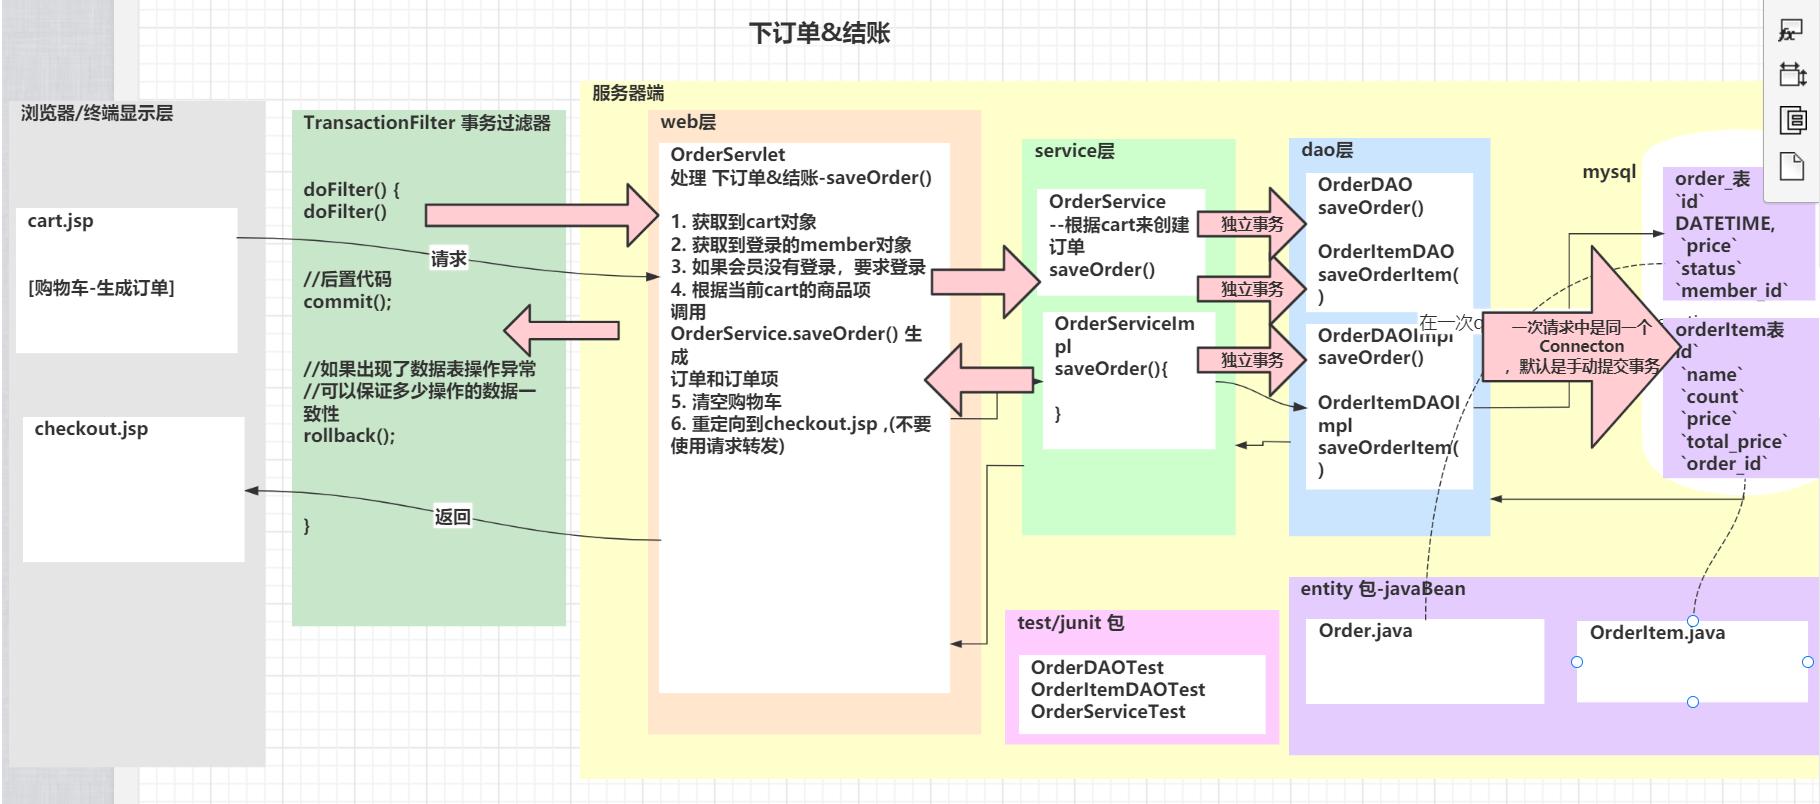 下订单&结账
浏览器/终端显示层
cart.jsp
[购物车-生成订单]
checkout.jsp
TransactionFilter 事务过滤器
doFilter() {
doFilter()
//后置代码
commit();
//如果出现了数据表操作异常
//可以保证多少操作的数据一
致性
rollback();
}
请求
返回
服务器端
web层
OrderServlet
处理 下订单&结账-saveOrder()
1. 获取到cart对象
2. 获取到登录的member对象
3. 如果会员没有登录，要求登录
4. 根据当前cart的商品项
调用
OrderService.saveOrder() 生
成
订单和订单项
5. 清空购物车
6. 重定向到checkout.jsp ,(不要
使用请求转发)
service层
OrderService
--根据cart来创建
订单
saveOrder()
OrderServiceIm
pl
saveOrder(){
}
独立事务
独立事务
独立事务
dao层
OrderDAO
saveOrder()
OrderItemDAO
saveOrderItem(
)
OrderDAOImpl
saveOrder()
OrderItemDAOI
mpl
saveOrderItem(
)
在一次
一次请求中是同一个
Connecton
，默认是手动提交事务
mysql
order_表
`id`
DATETIME,
`price`
`status`
`member_id`
orderItem表
id`
`name`
`count`
`price`
`total_price`
`order_id`
test/junit 包
OrderDAOTest
OrderItemDAOTest
OrderServiceTest
entity 包-javaBean
Order.java
OrderItem.java